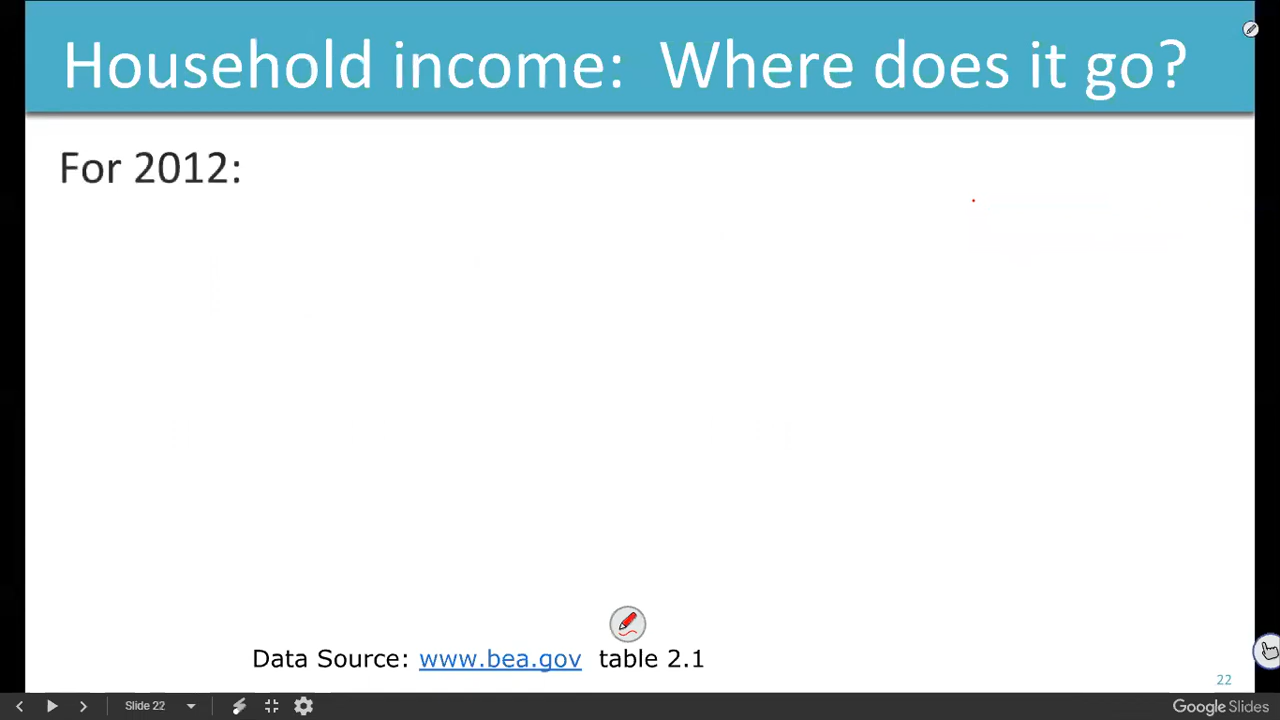 Household income: Where does it go?
For 2012:
Data Source: www.bea.gov table 2.1
22
Slide 22
Google Slides